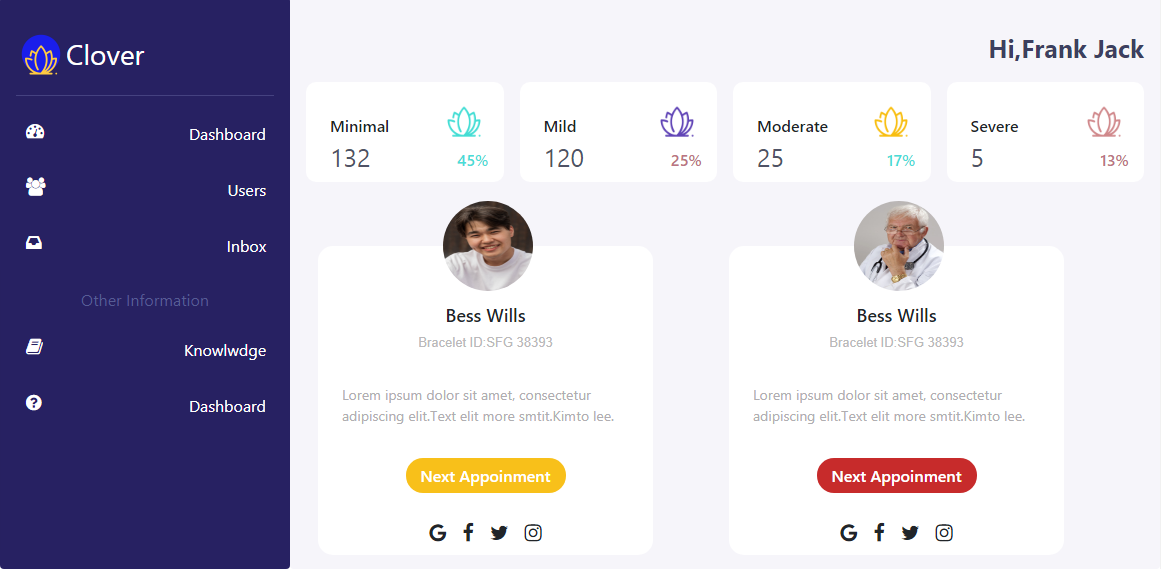 Clover
Dashboard
Users
Inbox
Other Information
Knowlwdge
Dashboard
Hi,Frank Jack
Minimal
132
45%
Mild
120
25%
Moderate
25
17%
Severe
5
13%
Bess Wills
Bracelet ID:SFG 38393
Lorem ipsum dolor sit amet, consectetur
adipiscing elit.Text elit more smtit.Kimto lee.
Next Appoinment
Bess Wills
Bracelet ID:SFG 38393
Lorem ipsum dolor sit amet, consectetur
adipiscing elit.Text elit more smtit.Kimto lee.
Next Appoinment